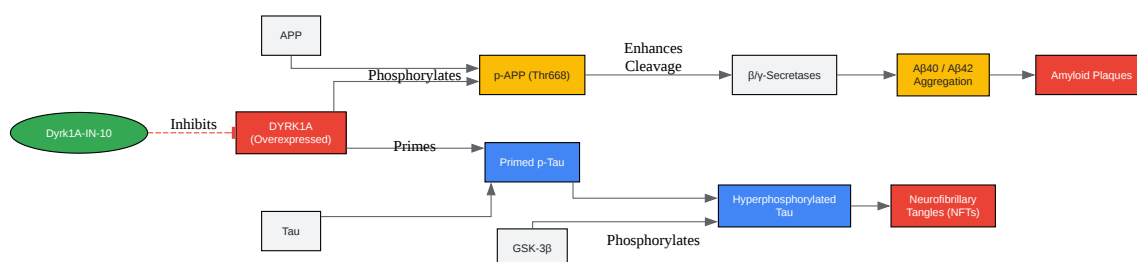 APP
Enhances
Cleavage
Phosphorylates
p-APP (Thr668)
β/γ-Secretases
Aβ40 / Aβ42
Aggregation
Amyloid Plaques
Dyrk1A-IN-10
Inhibits
DYRK1A
(Overexpressed)
Primes
Primed p-Tau
Hyperphosphorylated
Tau
Neurofibrillary
Tangles (NFTs)
Tau
GSK-3β
Phosphorylates